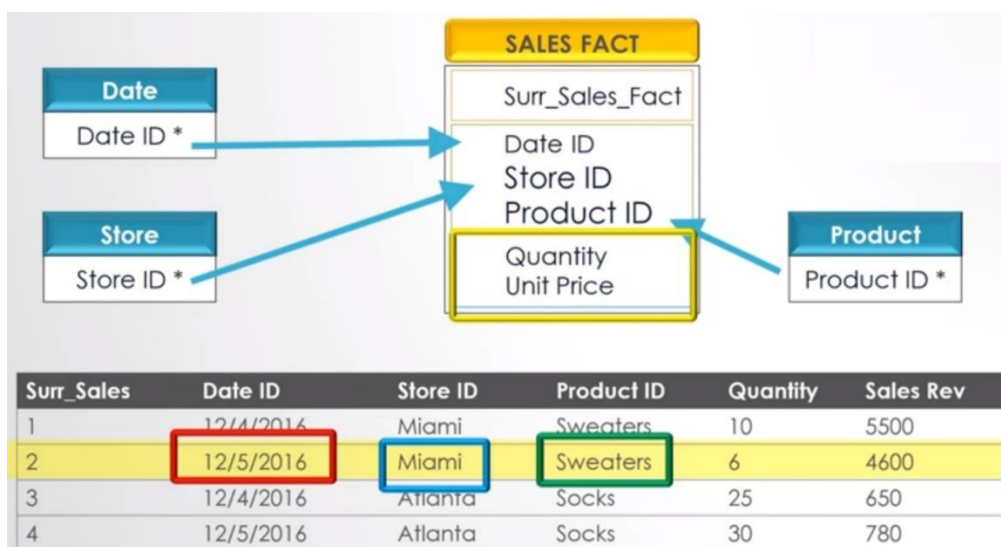 SALES FACT
Surr_Sales_Fact
Date ID
Store ID
Product ID
Quantity
Unit Price
Date
Date ID *
Store
Store ID *
Product
Product ID *
Surr_Sales Date ID Store ID Product ID Quantity Sales Rev
1 12/4/2016 Miami Sweaters 10 5500
2 12/5/2016 Miami Sweaters 6 4600
3 12/4/2016 Atlanta Socks 25 650
4 12/5/2016 Atlanta Socks 30 780